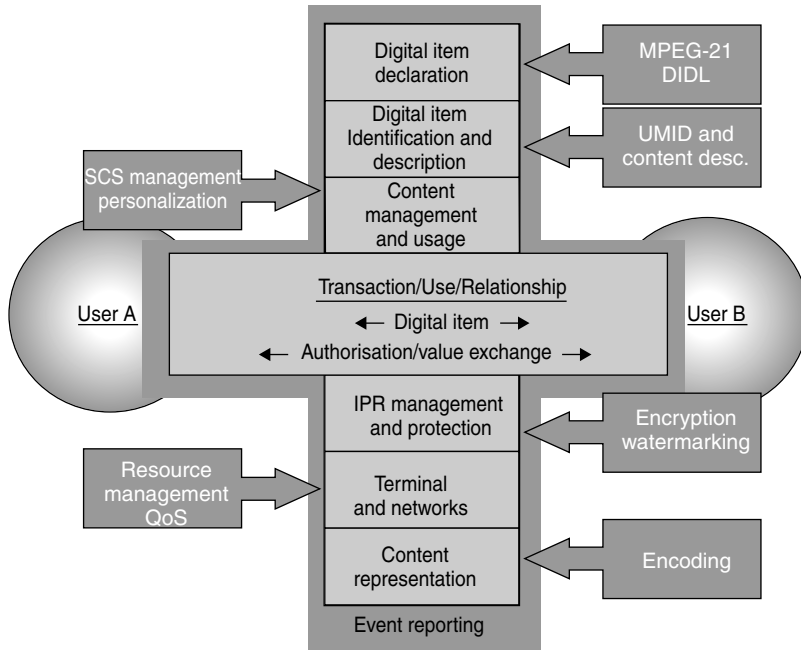 Digital item
declaration
MPEG-21
DIDL
Digital item
Identification and
description
UMID and
content desc.
SCS management
personalization
Content
management
and usage
User A
Transaction/Use/Relationship
Digital item
Authorisation/value exchange
User B
IPR management
and protection
Encryption
watermarking
Resource
management
QoS
Terminal
and networks
Content
representation
Encoding
Event reporting